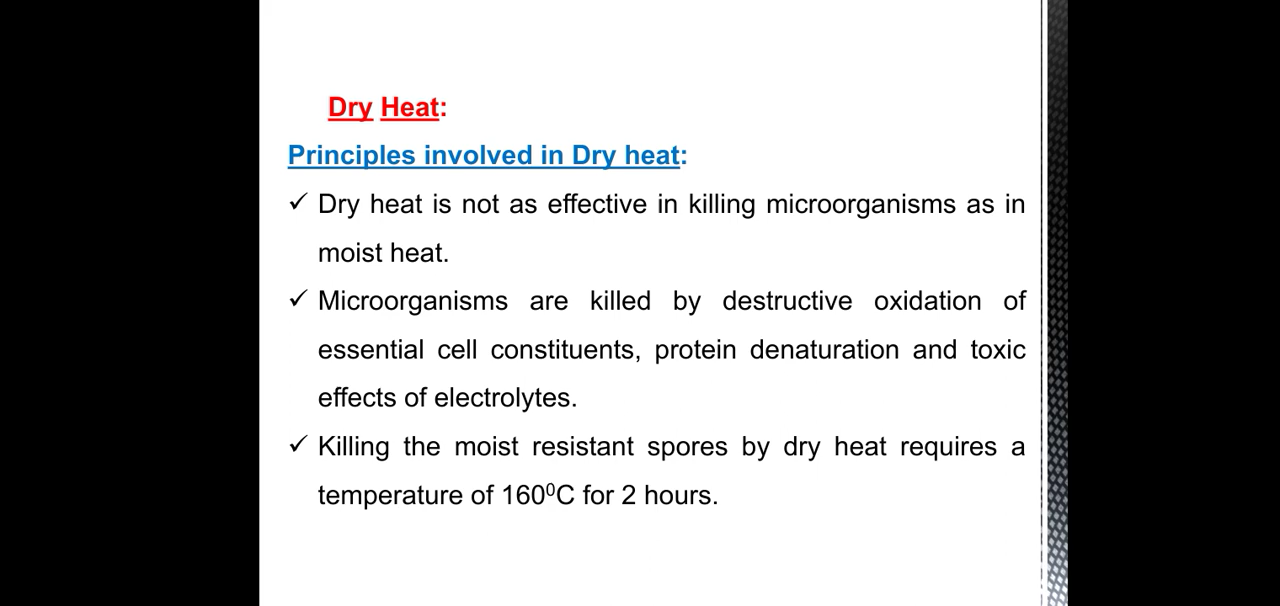 Dry Heat:
Principles involved in Dry heat:
✓ Dry heat is not as effective in killing microorganisms as in
moist heat.
✓ Microorganisms are killed by destructive oxidation of
essential cell constituents, protein denaturation and toxic
effects of electrolytes.
✓ Killing the moist resistant spores by dry heat requires a
temperature of 160⁰C for 2 hours.